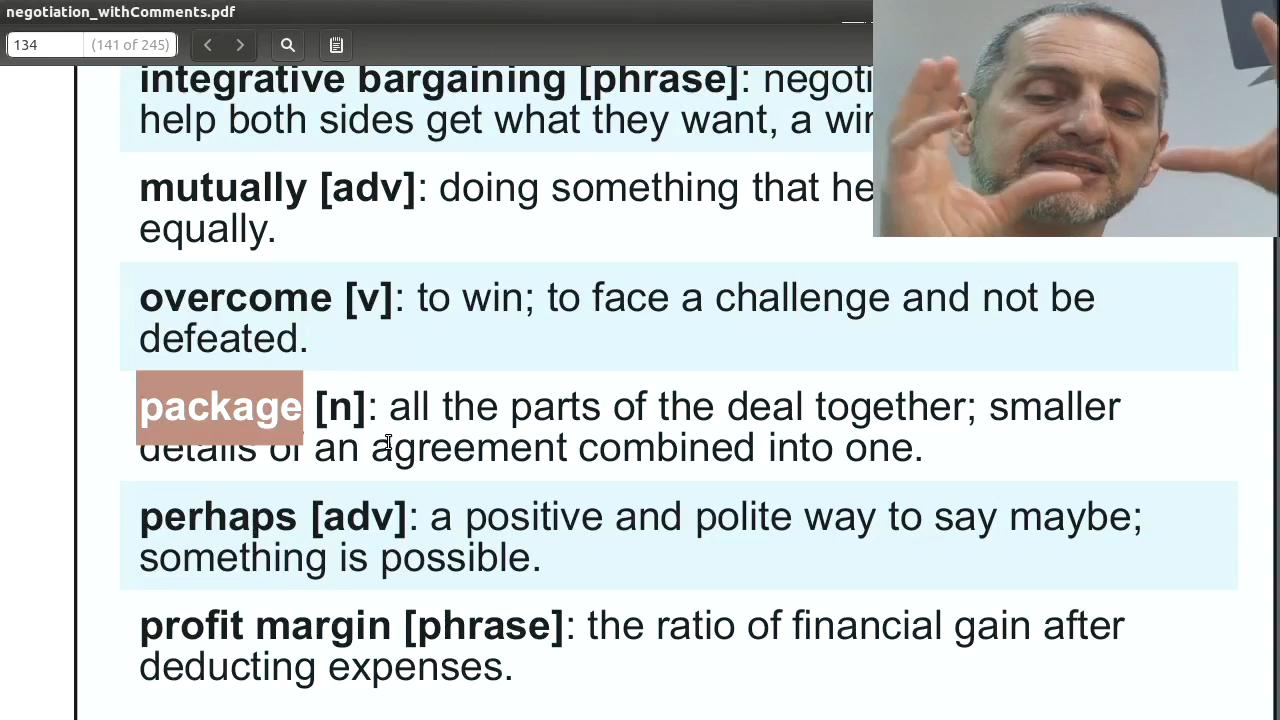 negotiation_withComments.pdf
134 (141 of 245)
integrative bargaining [phrase]:
help both sides get what they want, a
mutually [adv]: doing something that
equally.
overcome [v]: to win; to face a challenge and not be
defeated.
package [n]: all the parts of the deal together; smaller
details of an agreement combined into one.
perhaps [adv]: a positive and polite way to say maybe;
something is possible.
profit margin [phrase]: the ratio of financial gain after
deducting expenses.